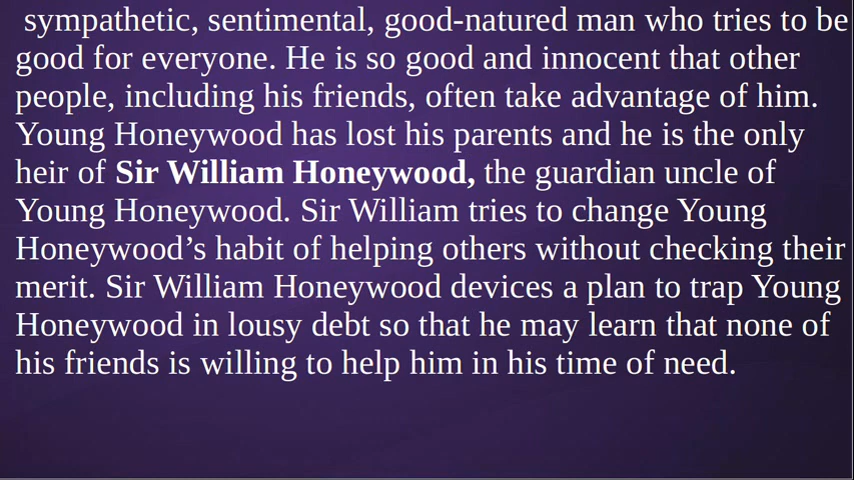 sympathetic, sentimental, good-natured man who tries to be
good for everyone. He is so good and innocent that other
people, including his friends, often take advantage of him.
Young Honeywood has lost his parents and he is the only
heir of Sir William Honeywood, the guardian uncle of
Young Honeywood. Sir William tries to change Young
Honeywood’s habit of helping others without checking their
merit. Sir William Honeywood devices a plan to trap Young
Honeywood in lousy debt so that he may learn that none of
his friends is willing to help him in his time of need.